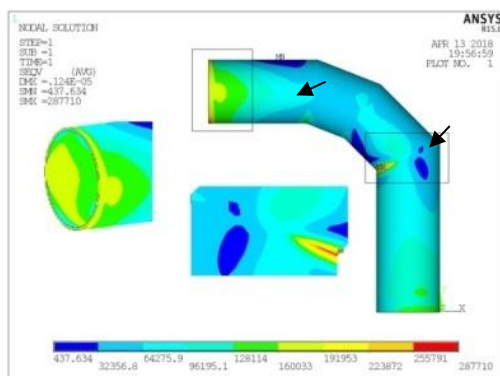 1
NODAL SOLUTION
STEP=1
SUB =1
TIME=1
SEQV (AVG)
DMX =.124E-05
SMN =437.634
SMX =287710
ANSYS
R15.0
APR 13 2018
19:56:59
PLOT NO. 1
MN
X
437.634
32356.8
64275.9
96195.1
128114
160033
191953
223872
255791
287710